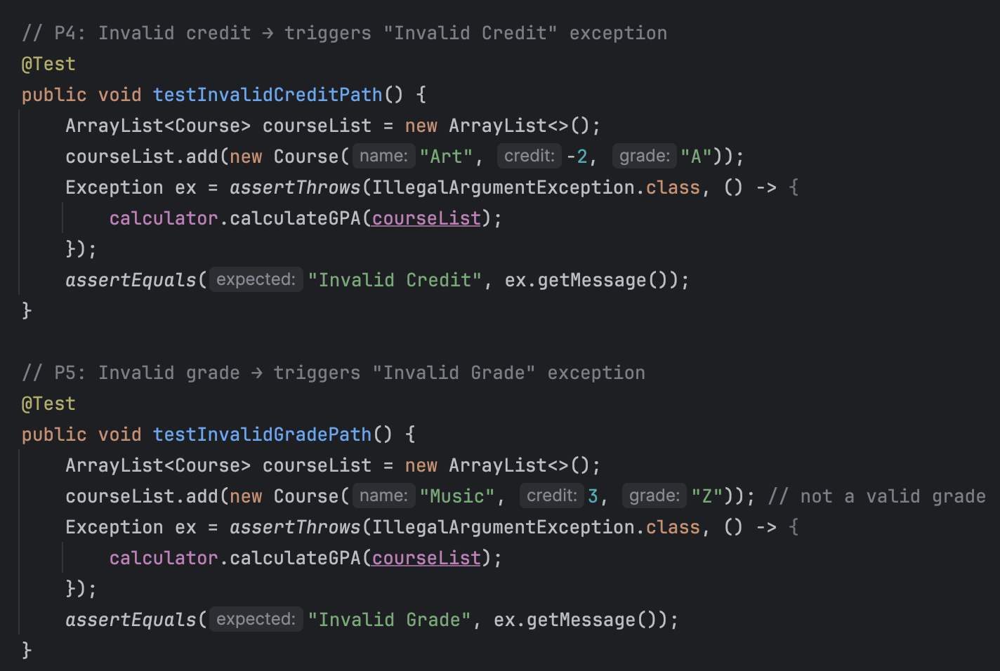 // P4: Invalid credit → triggers "Invalid Credit" exception
@Test
public void testInvalidCreditPath() {
ArrayList<Course> courseList = new ArrayList<>();
courseList.add(new Course( name: "Art", credit: -2, grade: "A"));
Exception ex = assertThrows(IllegalArgumentException.class, () -> {
calculator.calculateGPA(courseList);
});
assertEquals( expected: "Invalid Credit", ex.getMessage());
}
// P5: Invalid grade → triggers "Invalid Grade" exception
@Test
public void testInvalidGradePath() {
ArrayList<Course> courseList = new ArrayList<>();
courseList.add(new Course( name: "Music", credit: 3, grade: "Z")); // not a valid grade
Exception ex = assertThrows(IllegalArgumentException.class, () -> {
calculator.calculateGPA(courseList);
});
assertEquals( expected: "Invalid Grade", ex.getMessage());
}